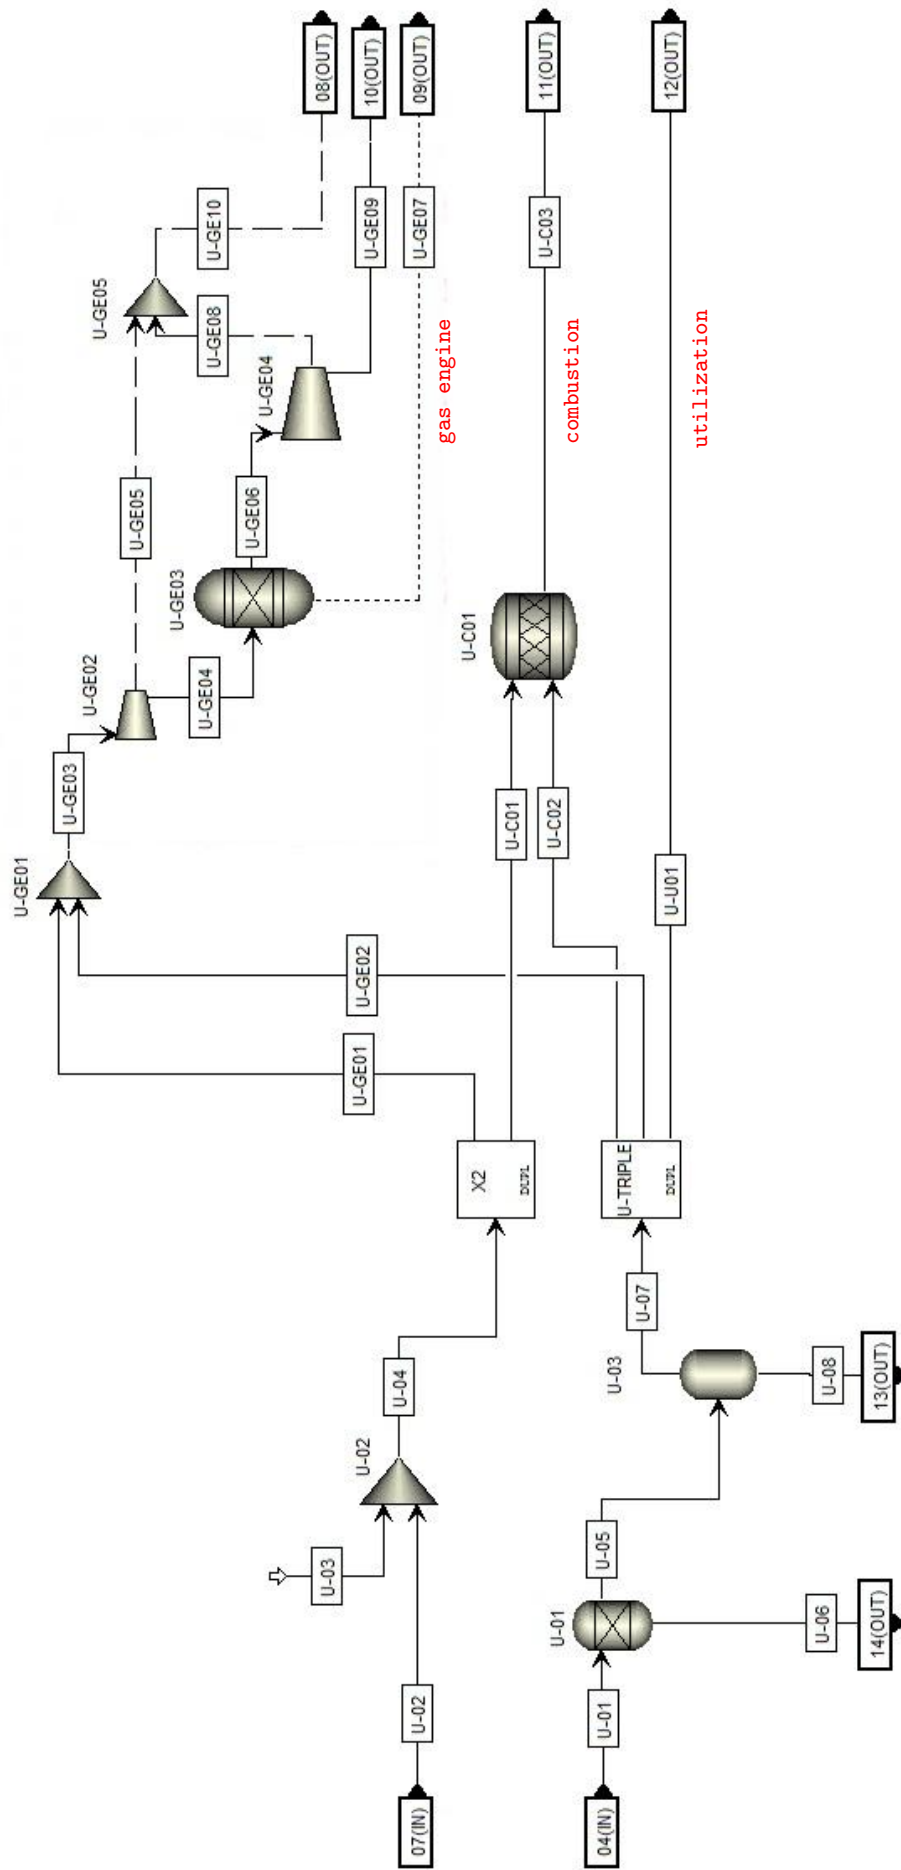 U-GE01
U-GE03
U-GE02
U-GE05
U-GE05
U-GE10
08(OUT)
U-GE04
U-GE03
U-GE06
U-GE08
U-GE04
U-GE09
10(OUT)
U-GE07
09(OUT)
gas engine
U-GE01
U-GE02
U-03
U-02
U-04
07(IN)
U-02
X2
DUPL
U-C01
U-C02
U-C01
U-C03
11(OUT)
combustion
04(IN)
U-01
U-01
U-05
U-03
U-07
U-TRIPLE
DUPL
U-U01
12(OUT)
utilization
U-06
14(OUT)
U-08
13(OUT)